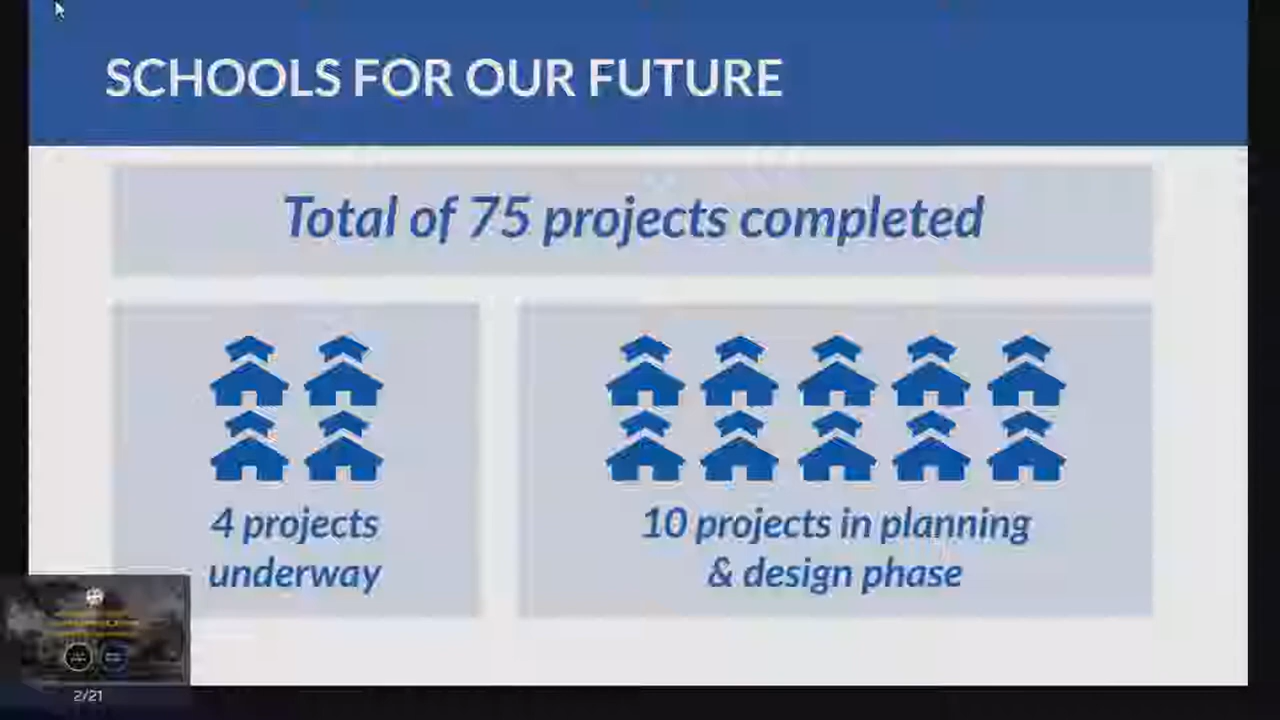 SCHOOLS FOR OUR FUTURE
Total of 75 projects completed
4 projects
underway
10 projects in planning
& design phase
2/21